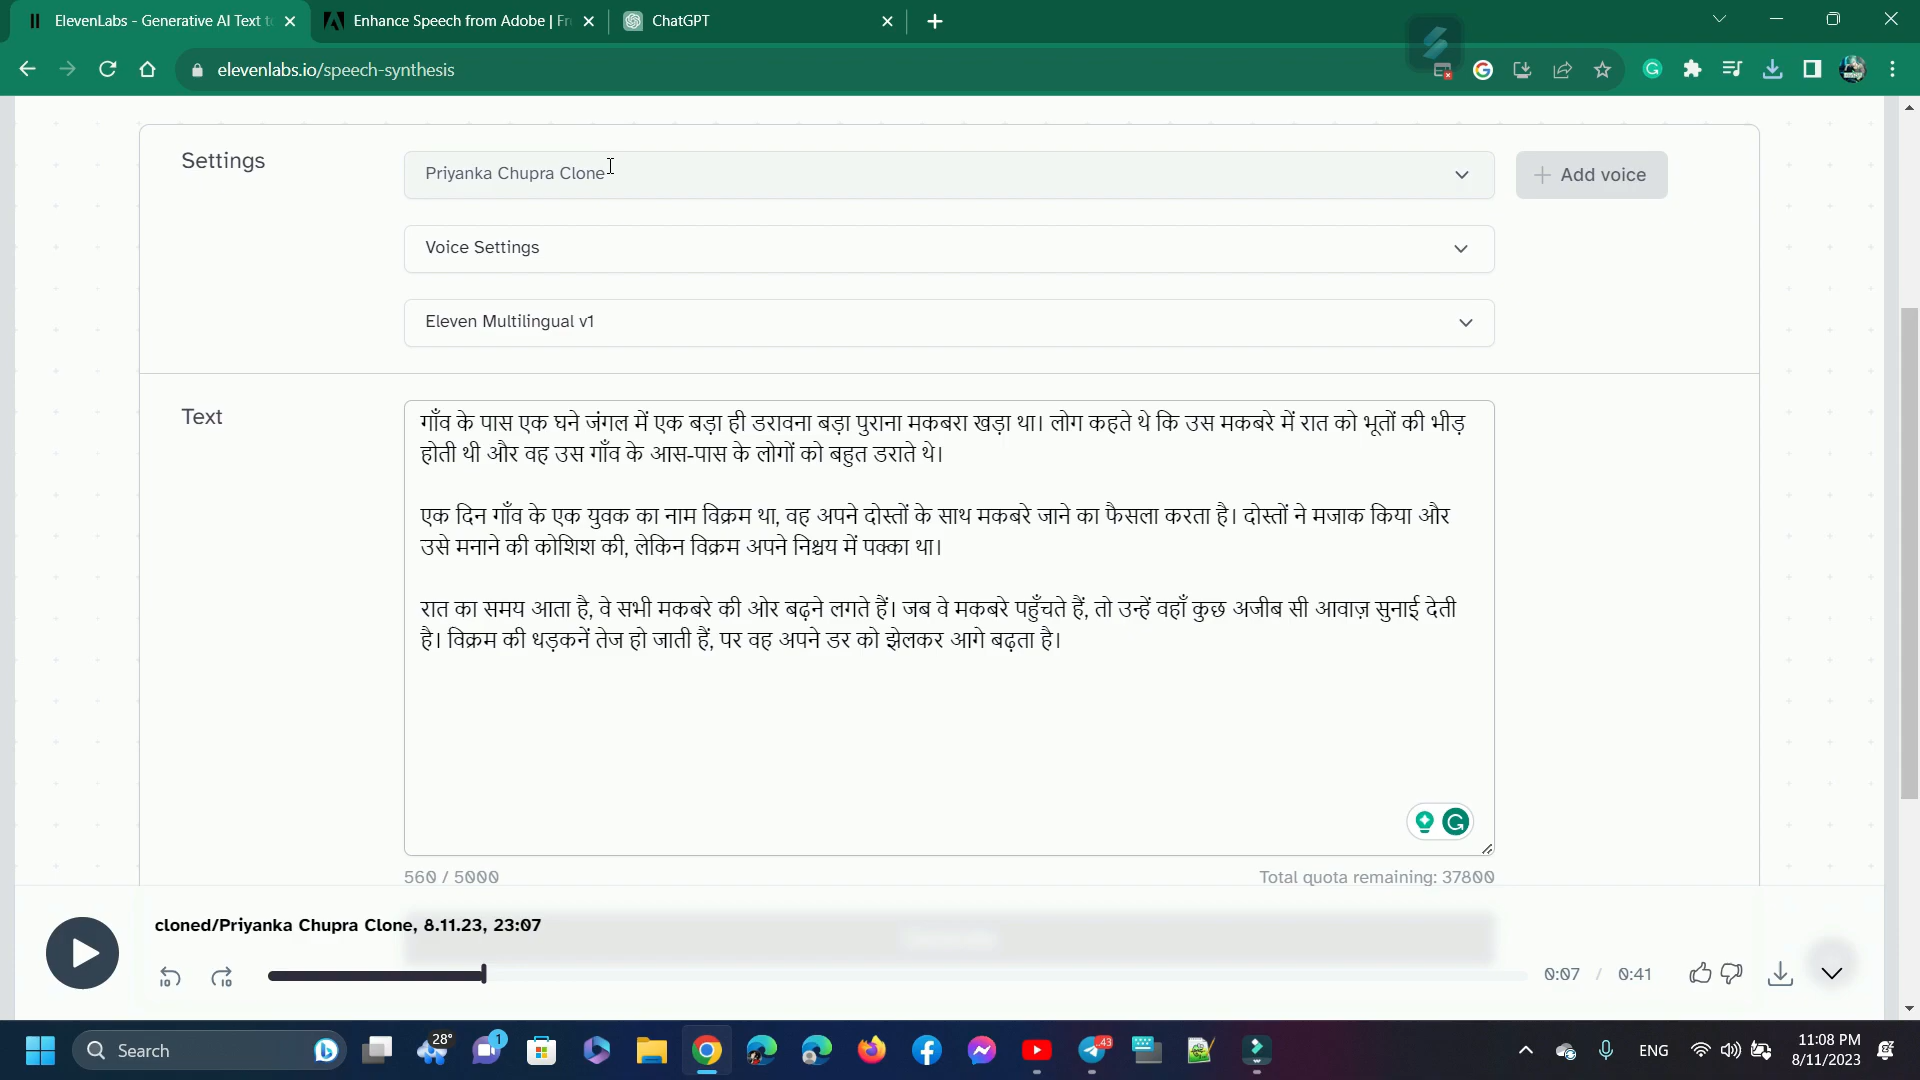 ElevenLabs - Generative AI Text to
Enhance Speech from Adobe | Fr
ChatGPT
elevenlabs.io/speech-synthesis
Settings
Priyanka Chupra Clone
Add voice
Voice Settings
Eleven Multilingual v1
Text
गाँव के पास एक घने जंगल में एक बड़ा ही डरावना बड़ा पुराना मकबरा खड़ा था। लोग कहते थे कि उस मकबरे में रात को भूतों की भीड़
होती थी और वह उस गाँव के आस-पास के लोगों को बहुत डराते थे।
एक दिन गाँव के एक युवक का नाम विक्रम था, वह अपने दोस्तों के साथ मकबरे जाने का फैसला करता है। दोस्तों ने मजाक किया और
उसे मनाने की कोशिश की, लेकिन विक्रम अपने निश्चय में पक्का था।
रात का समय आता है, वे सभी मकबरे की ओर बढ़ने लगते हैं। जब वे मकबरे पहुँचते हैं, तो उन्हें वहाँ कुछ अजीब सी आवाज़ सुनाई देती
है। विक्रम की धड़कनें तेज हो जाती हैं, पर वह अपने डर को झेलकर आगे बढ़ता है।
560 / 5000
Total quota remaining: 37800
cloned/Priyanka Chupra Clone, 8.11.23, 23:07
10
10
0:07 / 0:41
Search
28°
1
43
ENG
11:08 PM
8/11/2023